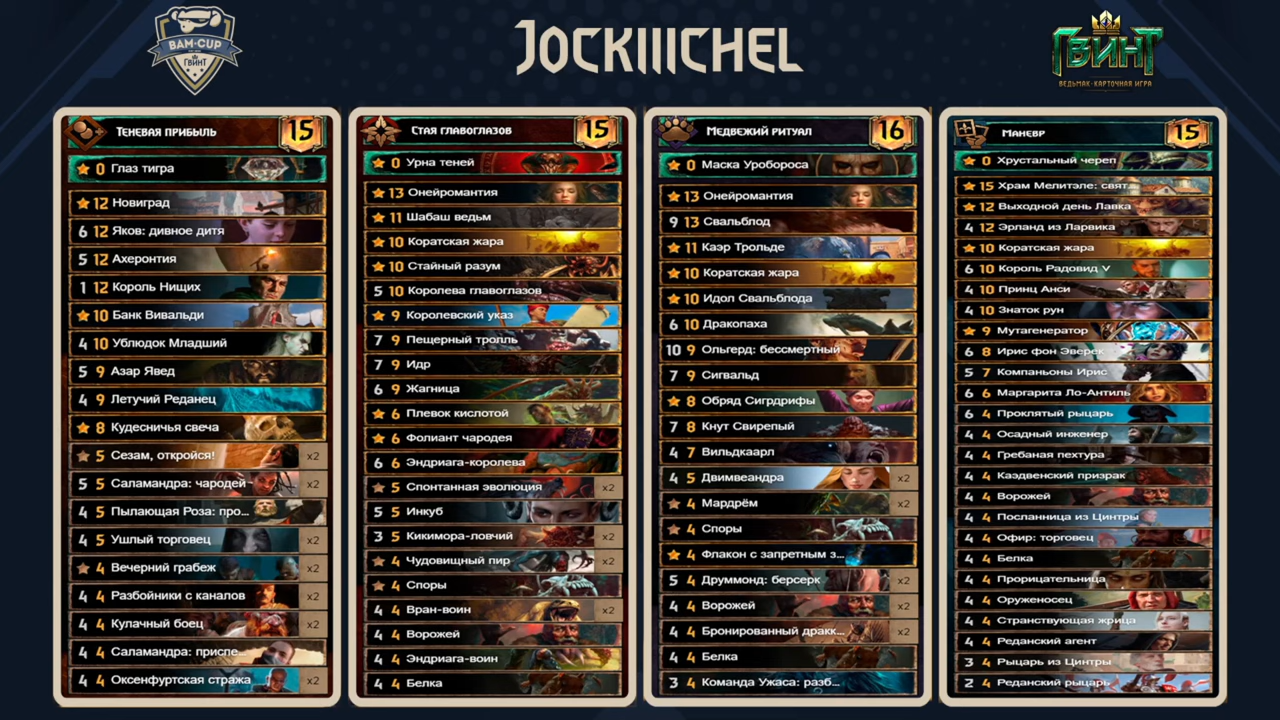 BAM-CUP
ГВИНТ
JOCKIIICHEL
ГВИНТ
ВЕДЬМАК·КАРТОЧНАЯ ИГРА
Теневая прибыль 15
0 Глаз тигра
12 Новиград
6 12 Яков: дивное дитя
5 12 Ахеронтия
1 12 Король Нищих
10 Банк Вивальди
4 10 Ублюдок Младший
5 9 Азар Явед
4 9 Летучий Реданец
8 Кудесничья свеча
5 Сезам, откройся! x2
5 5 Саламандра: чародей x2
4 5 Пылающая Роза: про...
4 5 Ушлый торговец x2
4 Вечерний грабеж x2
4 4 Разбойники с каналов x2
4 4 Кулачный боец x2
4 4 Саламандра: приспе...
4 4 Оксенфуртская стража x2
Стая главоглазов 15
0 Урна теней
13 Онейромантия
11 Шабаш ведьм
10 Коратская жара
10 Стайный разум
5 10 Королева главоглазов
9 Королевский указ
7 9 Пещерный тролль
7 9 Идр
6 9 Жагница
6 Плевок кислотой
6 Фолиант чародея
6 6 Эндриага-королева
5 Спонтанная эволюция x2
5 5 Инкуб
3 5 Кикимора-ловчий x2
4 Чудовищный пир x2
4 Споры
4 4 Вран-воин x2
4 4 Ворожей
4 4 Эндриага-воин
4 4 Белка
Медвежий ритуал 16
0 Маска Уробороса
13 Онейромантия
9 13 Свальблод
11 Каэр Трольде
10 Коратская жара
10 Идол Свальблода
6 10 Дракопаха
10 9 Ольгерд: бессмертный
7 9 Сигвальд
8 Обряд Сигрдрифы
7 8 Кнут Свирепый
4 7 Вильдкаарл
4 5 Двимвеандра x2
4 Мардрём x2
4 Споры
4 Флакон с запретным з...
5 4 Друммонд: берсерк x2
4 4 Ворожей x2
4 4 Бронированный дракк... x2
4 4 Белка
3 4 Команда Ужаса: разб...
Маневр 15
0 Хрустальный череп
15 Храм Мелитэле: свят...
12 Выходной день Лавка
4 12 Эрланд из Ларвика
10 Коратская жара
6 10 Король Радовид V
4 10 Принц Анси
4 10 Знаток рун
9 Мутагенератор
6 8 Ирис фон Эверек
5 7 Компаньоны Ирис
6 6 Маргарита Ло-Антиль
6 4 Проклятый рыцарь
4 4 Осадный инженер
4 4 Гребаная пехтура
4 4 Каэдвенский призрак
4 4 Ворожей
4 4 Посланница из Цинтры
4 4 Офир: торговец
4 4 Белка
4 4 Прорицательница
4 4 Оруженосец
4 4 Странствующая жрица
4 4 Реданский агент
3 4 Рыцарь из Цинтры
2 4 Реданский рыцарь